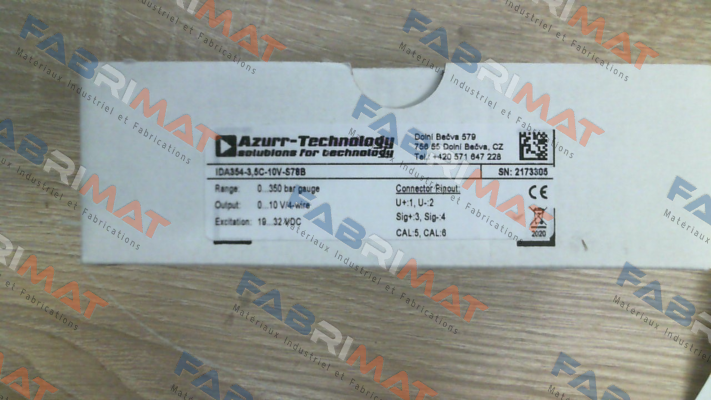 FABRIMAT
Matériaux Industriel et Fabrications
Azurr-Technology
solutions for technology
Dolní Bečva 579
756 55 Dolní Bečva, CZ
Tel.: +420 571 647 228
IDA354-3,5C-10V-S78B
SN: 2173305
Range: 0...350 bar gauge
Output: 0...10 V/4-wire
Excitation: 19...32 VDC
Connector Pinout:
U+:1, U-:2
Sig+:3, Sig-:4
CAL:5, CAL:6
CE
2020